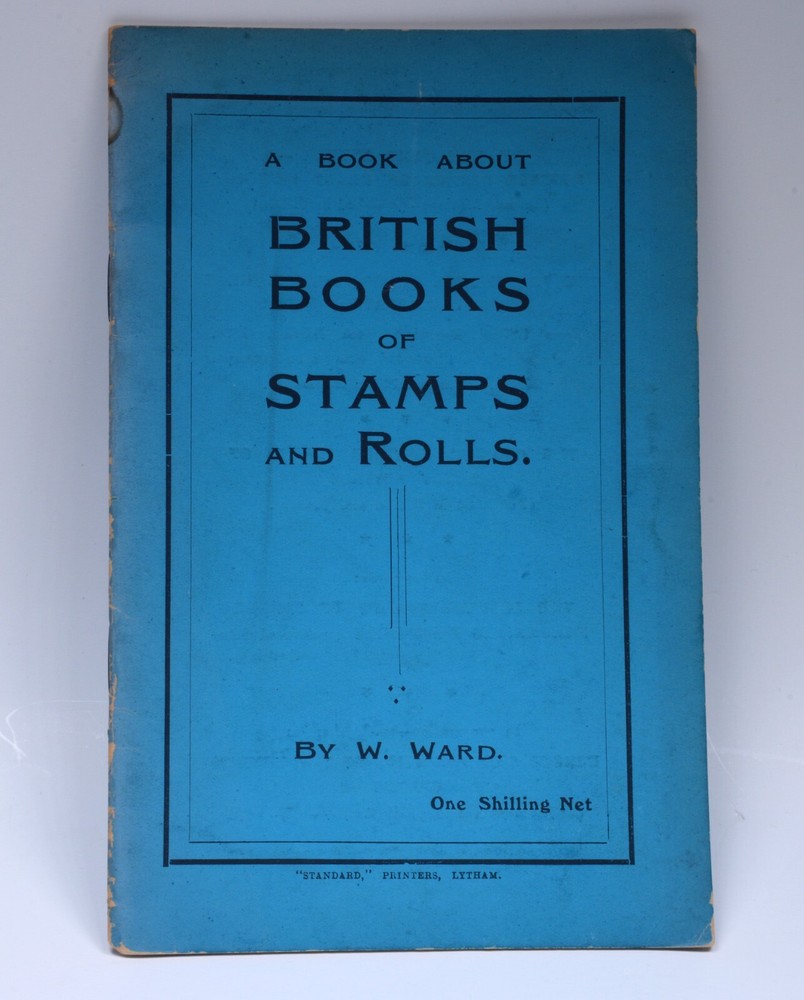 A BOOK ABOUT
BRITISH
BOOKS
OF
STAMPS
AND ROLLS.
BY W. WARD.
One Shilling Net
"STANDARD," PRINTERS, LYTHAM.